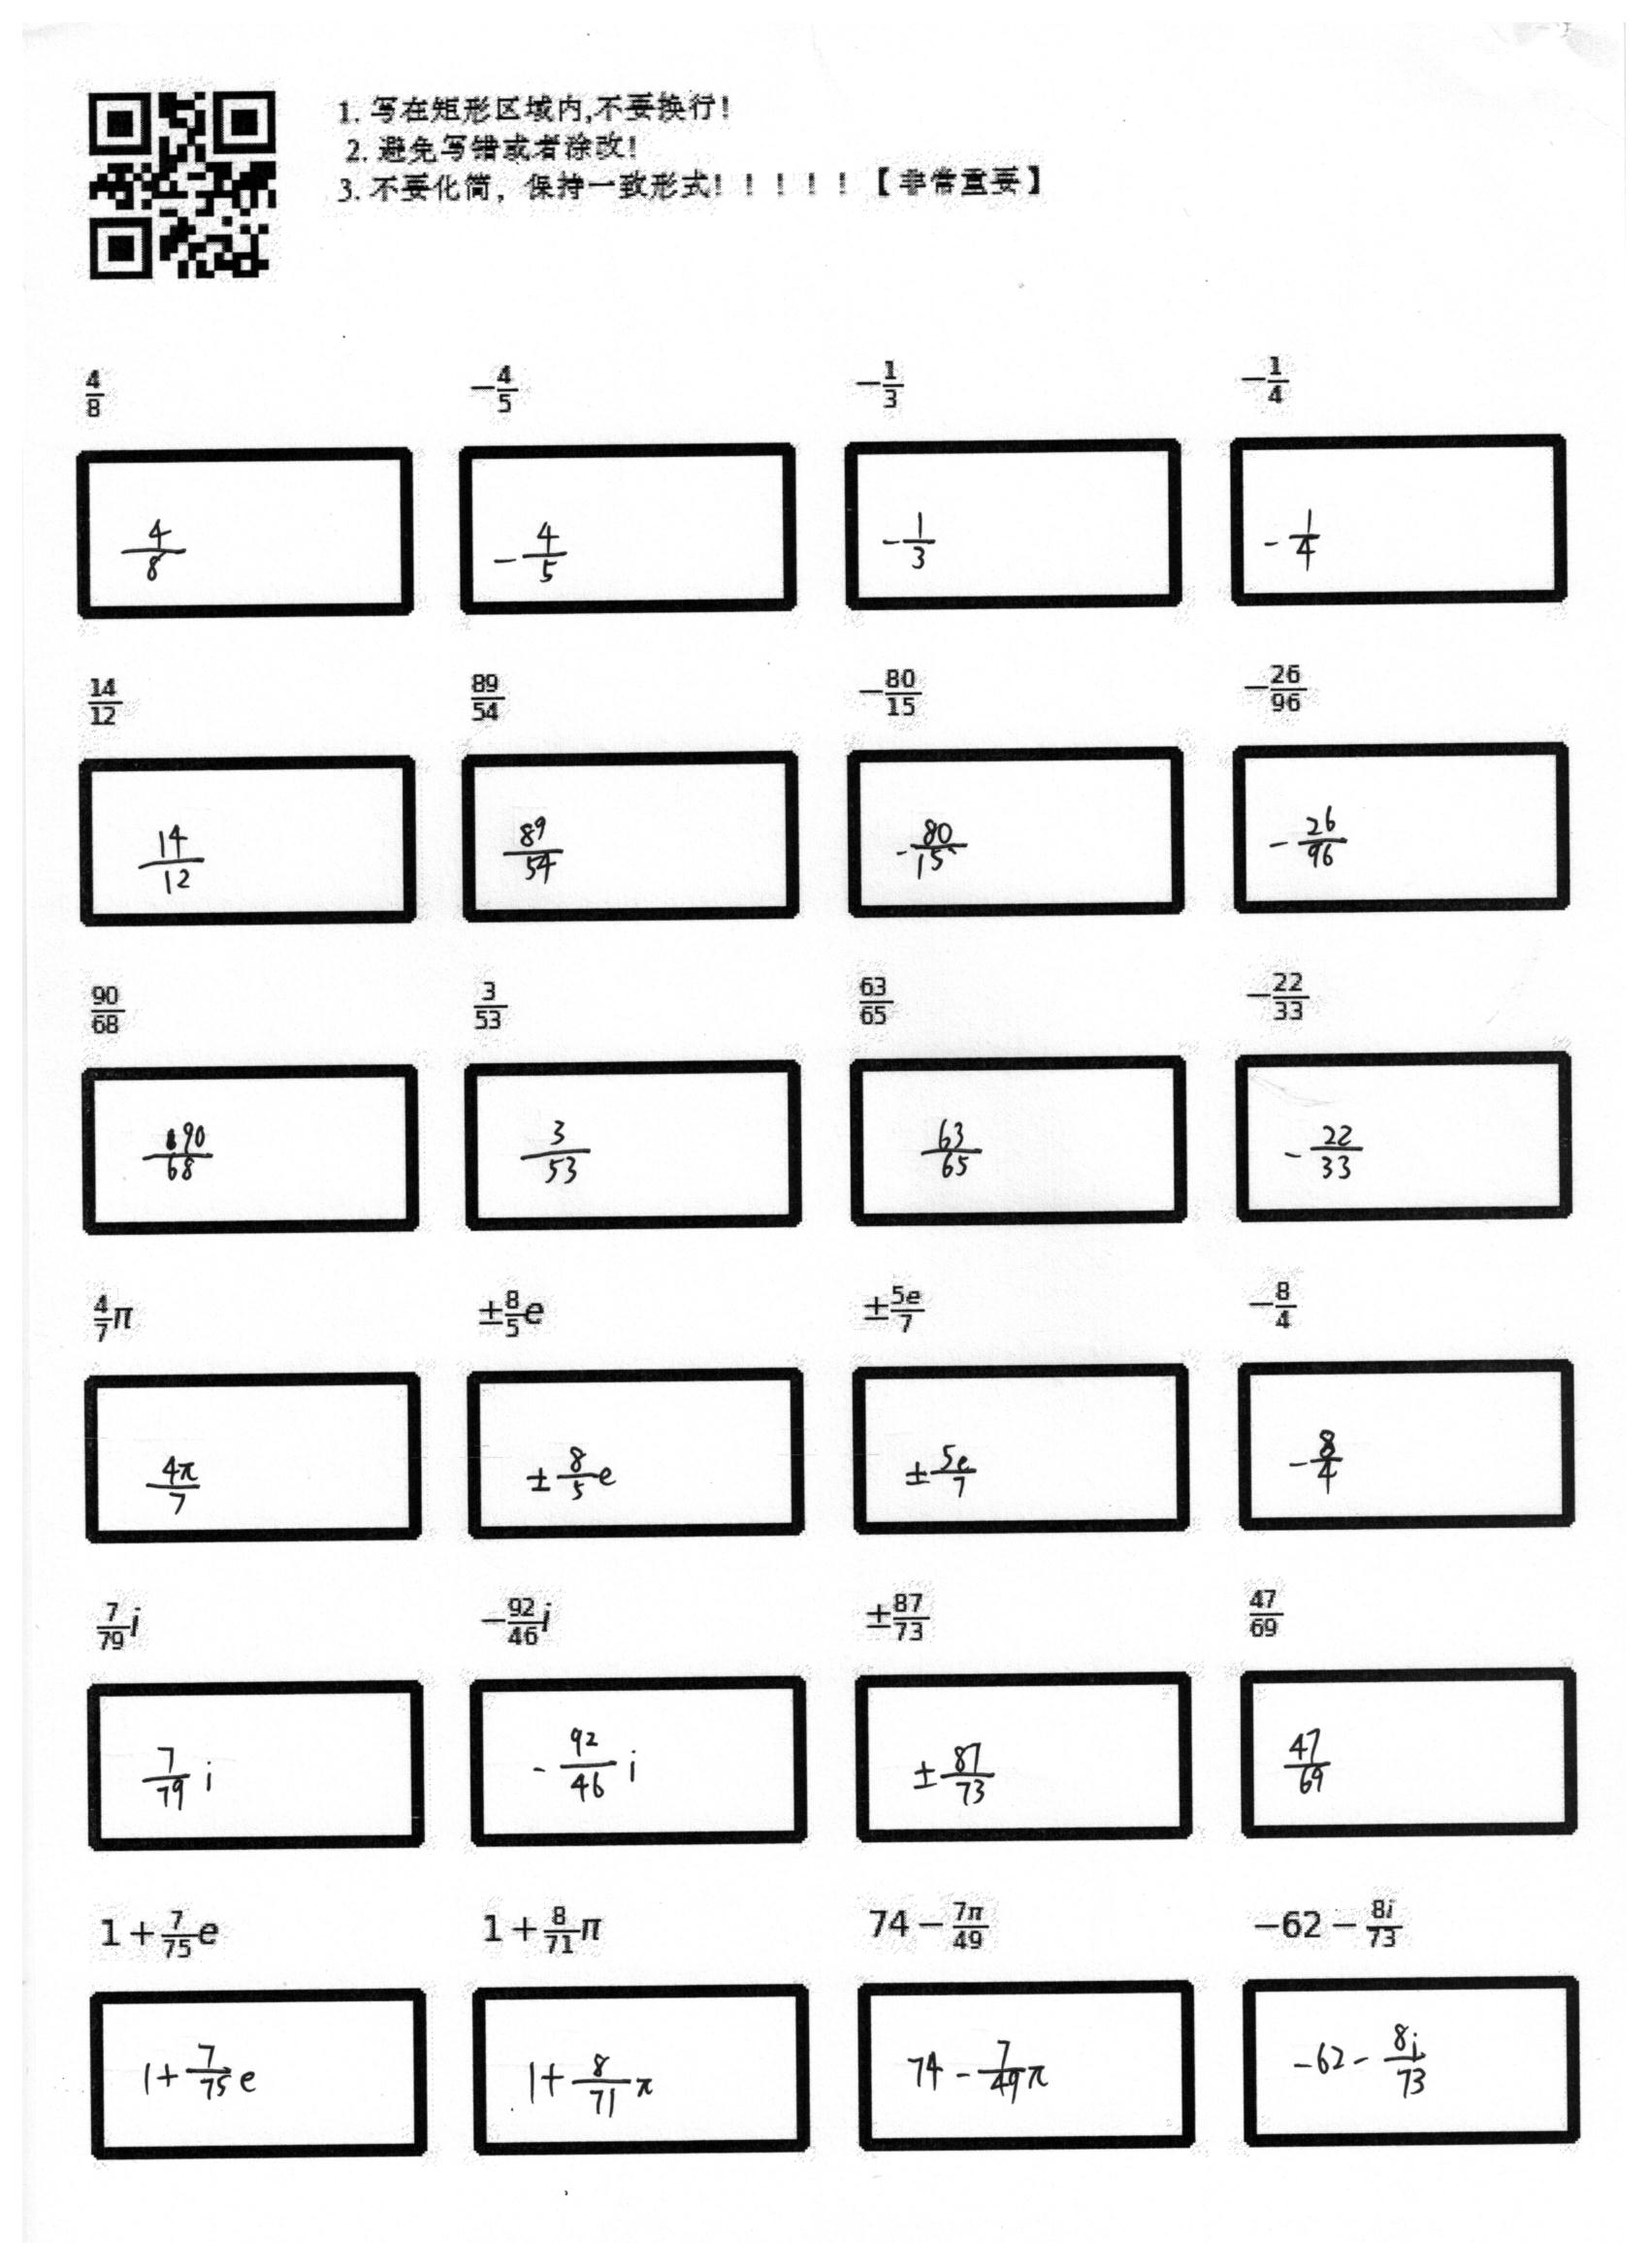 1. 写在矩形区域内,不要换行!
2. 避免写错或者涂改!
3. 不要化简，保持一致形式！！！！！【非常重要】
4/8 -4/5 -1/3 -1/4
4/8 -4/5 -1/3 -1/4
14/12 89/54 -80/15 -26/96
14/12 89/54 -80/15 -26/96
90/68 3/53 63/65 -22/33
90/68 3/53 63/65 -22/33
4/7π ±8/5e ±5e/7 -8/4
4π/7 ±8/5e ±5e/7 -8/4
7/79i -92/46i ±87/73 47/69
7/79i -92/46i ±87/73 47/69
1+7/75e 1+8/71π 74-7π/49 -62-8i/73
1+7/75e 1+8/71π 74-7/49π -62-8i/73